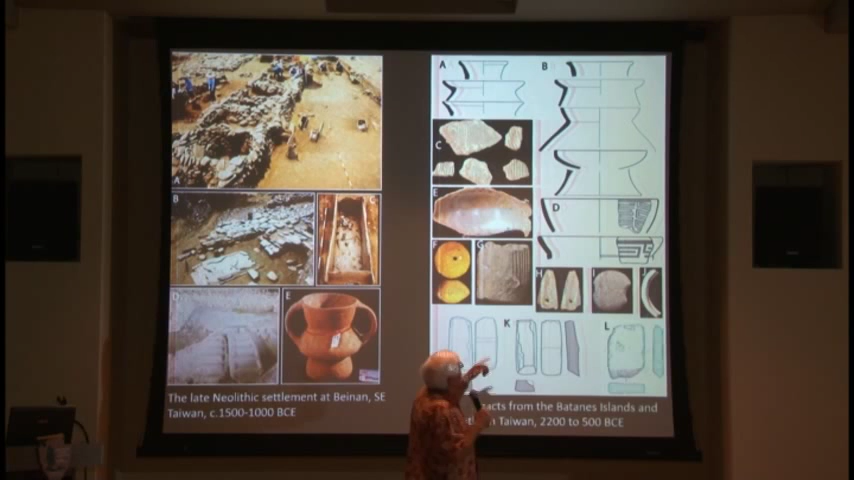 A
B
C
D
E
The late Neolithic settlement at Beinan, SE
Taiwan, c.1500-1000 BCE
A
B
C
D
E
F
G
H
I
K
L
from the Batanes Islands and
Taiwan, 2200 to 500 BCE